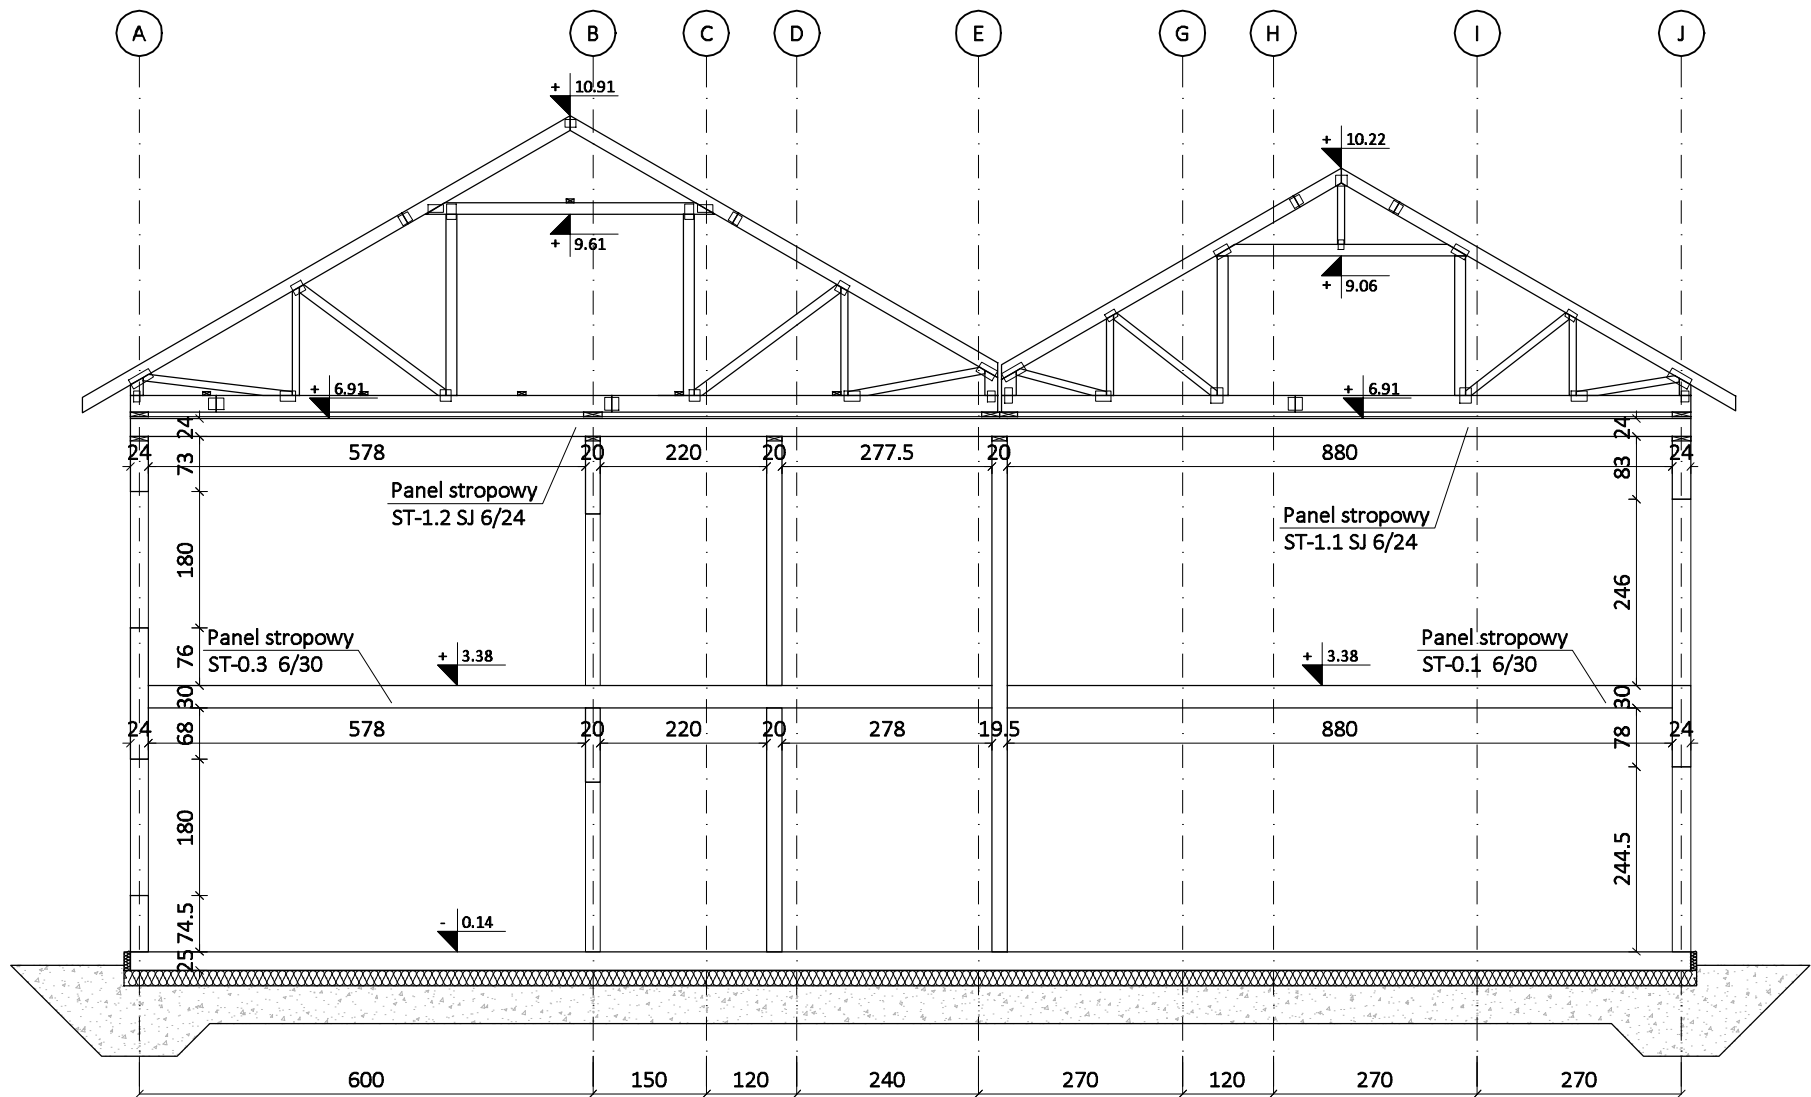 A B C D E G H I J
+ 10.91
+ 10.22
+ 9.61
+ 9.06
+ 6.91
+ 6.91
24
24
24 578 20 220 20 277.5 20 880 24
73
83
Panel stropowy
ST-1.2 SJ 6/24
Panel stropowy
ST-1.1 SJ 6/24
180
246
Panel stropowy
ST-0.3 6/30
76
+ 3.38
+ 3.38
Panel stropowy
ST-0.1 6/30
30
30
24 578 20 220 20 278 19.5 880 24
68
78
180
244.5
74.5
- 0.14
25
600 150 120 240 270 120 270 270